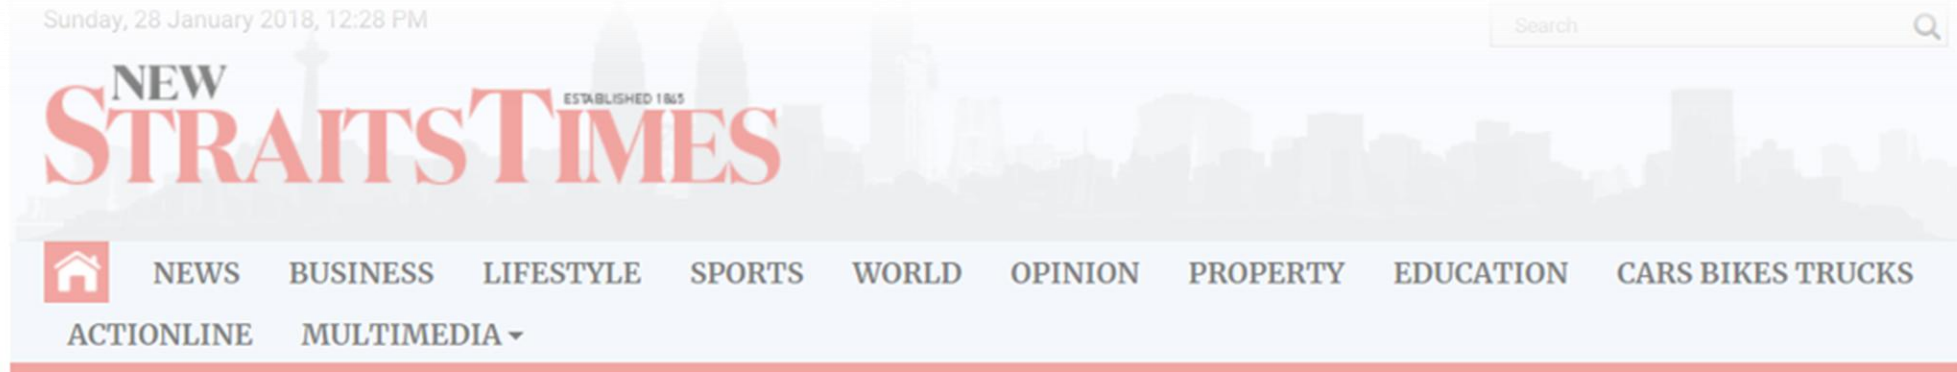 Sunday, 28 January 2018, 12:28 PM
Search
NEW
STRAITS TIMES
ESTABLISHED 1845
NEWS BUSINESS LIFESTYLE SPORTS WORLD OPINION PROPERTY EDUCATION CARS BIKES TRUCKS
ACTIONLINE MULTIMEDIA